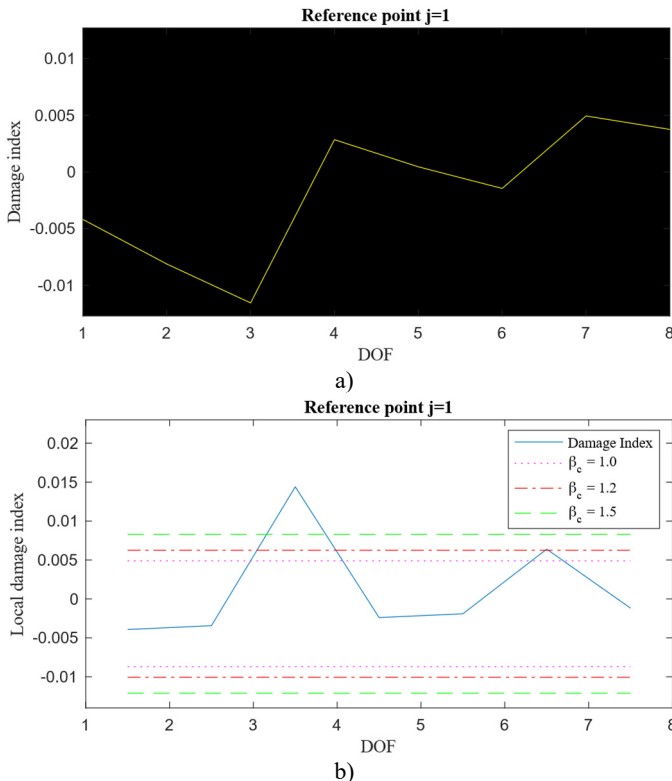 Reference point j=1
0.01
0.005
0
-0.005
-0.01
Damage index
1 2 3 4 5 6 7 8
DOF
a)
Reference point j=1
0.02
0.015
0.01
0.005
0
-0.005
-0.01
Local damage index
Damage Index
β_c = 1.0
β_c = 1.2
β_c = 1.5
1 2 3 4 5 6 7 8
DOF
b)